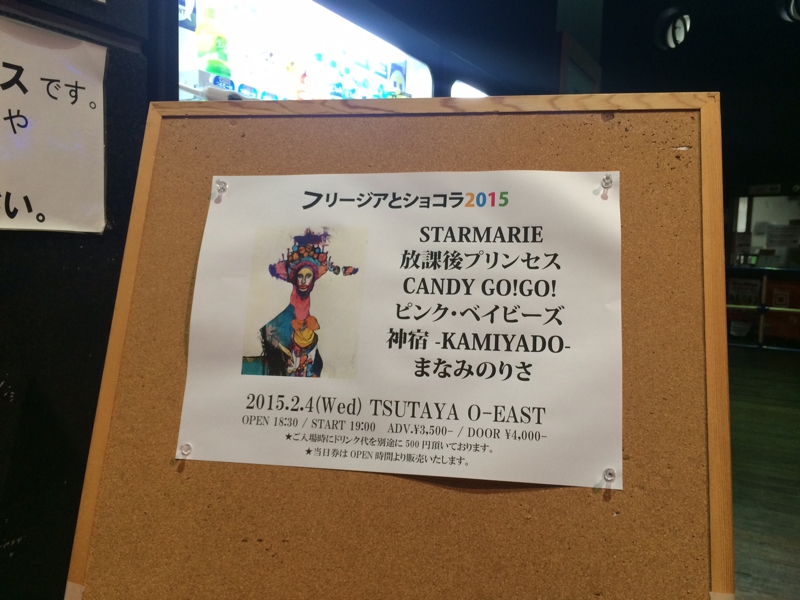 スです。
や
い。
フリージアとショコラ2015
STARMARIE
放課後プリンセス
CANDY GO!GO!
ピンク・ベイビーズ
神宿 -KAMIYADO-
まなみのりさ
2015.2.4(Wed) TSUTAYA O-EAST
OPEN 18:30 / START 19:00 ADV.¥3,500- / DOOR ¥4,000-
★ご入場時にドリンク代を別途に500円頂いております。
★当日券はOPEN時間より販売いたします。